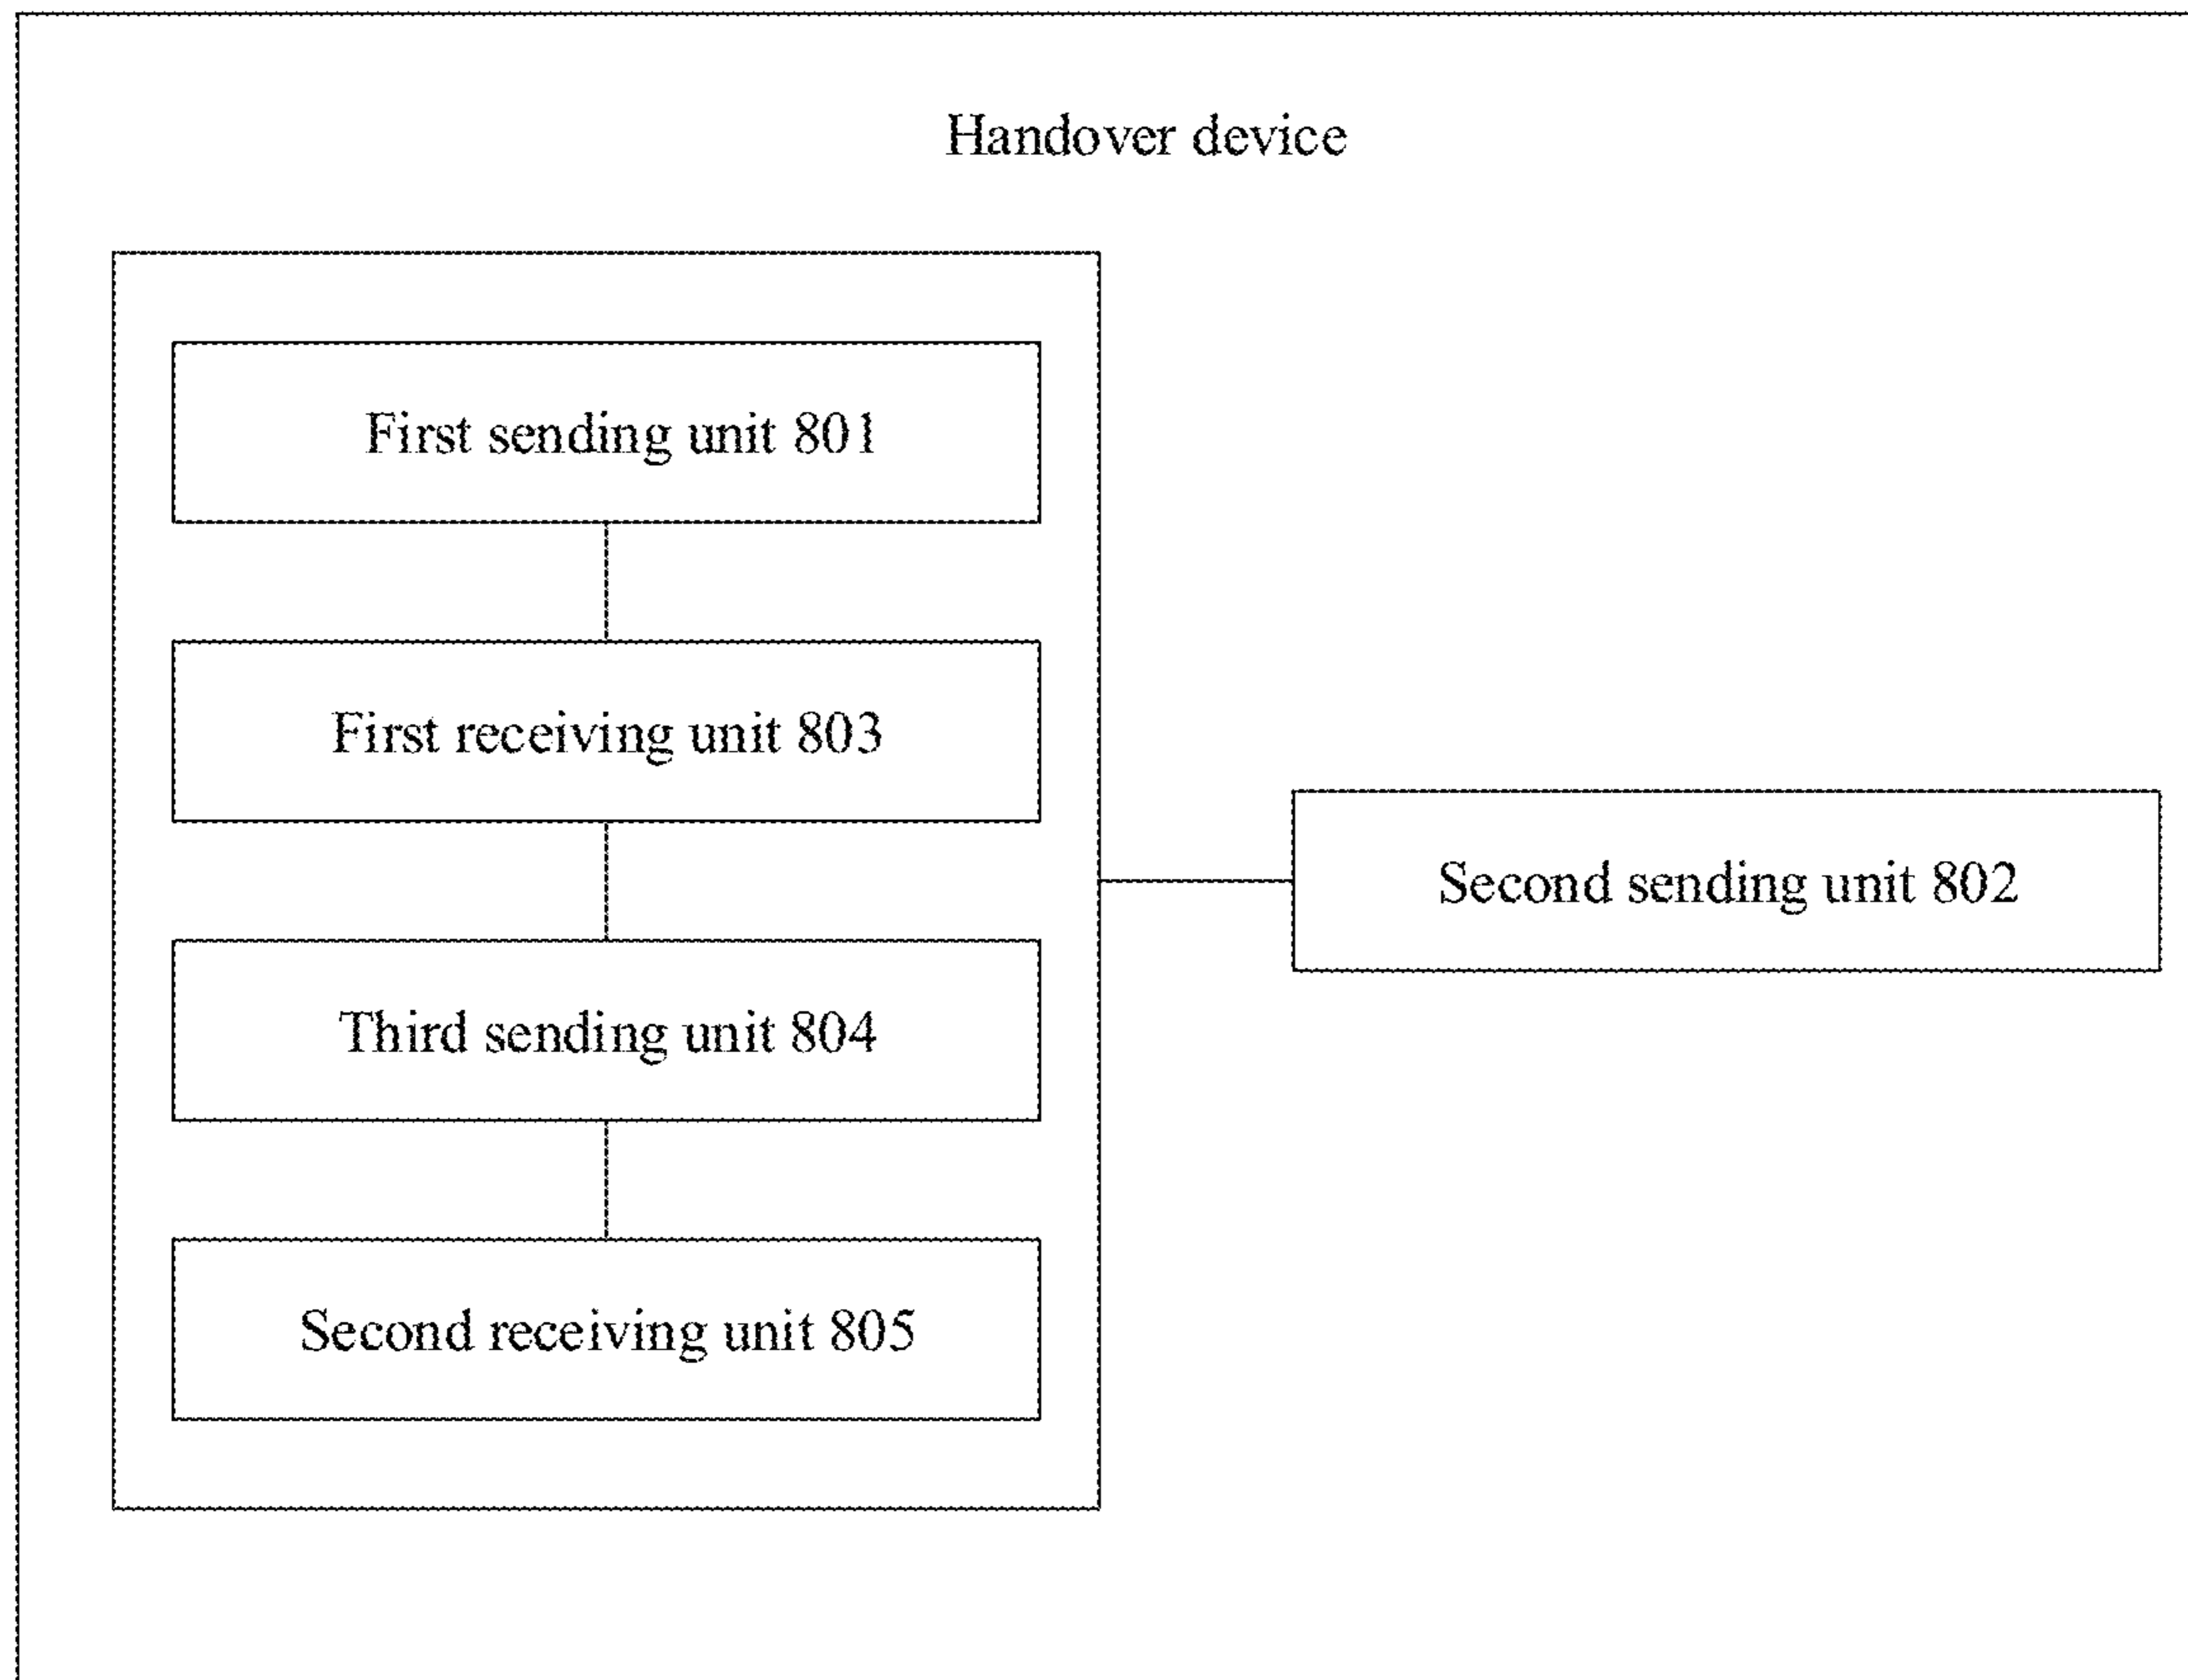 Handover device
First sending unit 801
First receiving unit 803
Second sending unit 802
Third sending unit 804
Second receiving unit 805